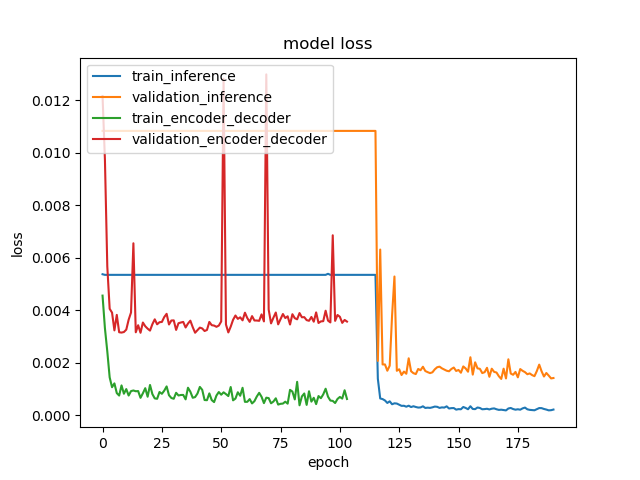 model loss
train_inference
validation_inference
train_encoder_decoder
validation_encoder_decoder
0.012
0.010
0.008
0.006
0.004
0.002
0.000
loss
0 25 50 75 100 125 150 175
epoch